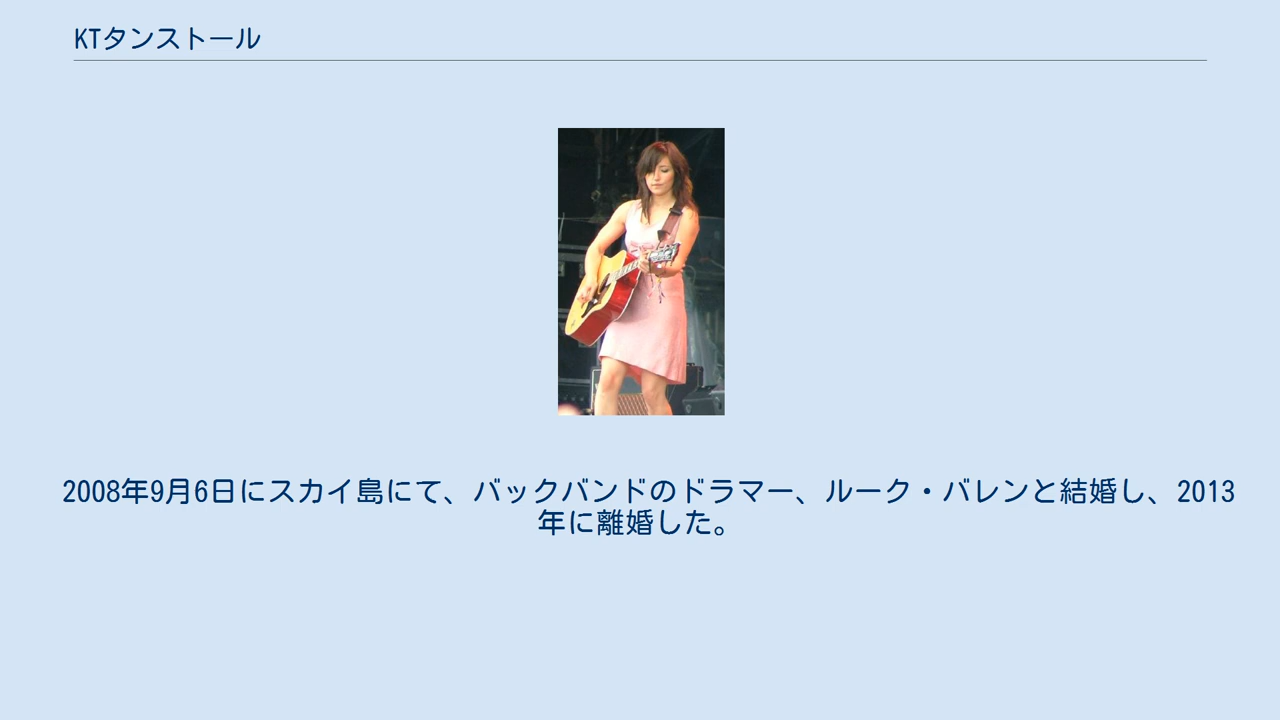 KTタンストール
2008年9月6日にスカイ島にて、バックバンドのドラマー、ルーク・バレンと結婚し、2013
年に離婚した。